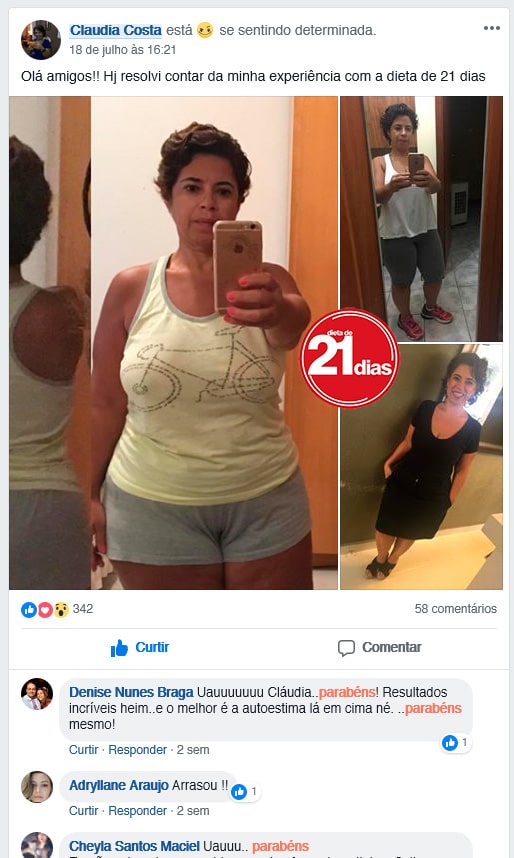 Claudia Costa está se sentindo determinada.
18 de julho às 16:21
Olá amigos!! Hj resolvi contar da minha experiência com a dieta de 21 dias
dieta de
21 dias
342
58 comentários
Curtir
Comentar
Denise Nunes Braga Uauuuuuuu Cláudia..parabéns! Resultados
incríveis heim..e o melhor é a autoestima lá em cima né. ..parabéns
mesmo!
1
Curtir · Responder · 2 sem
Adryllane Araujo Arrasou !!
1
Curtir · Responder · 2 sem
Cheyla Santos Maciel Uauuu.. parabéns